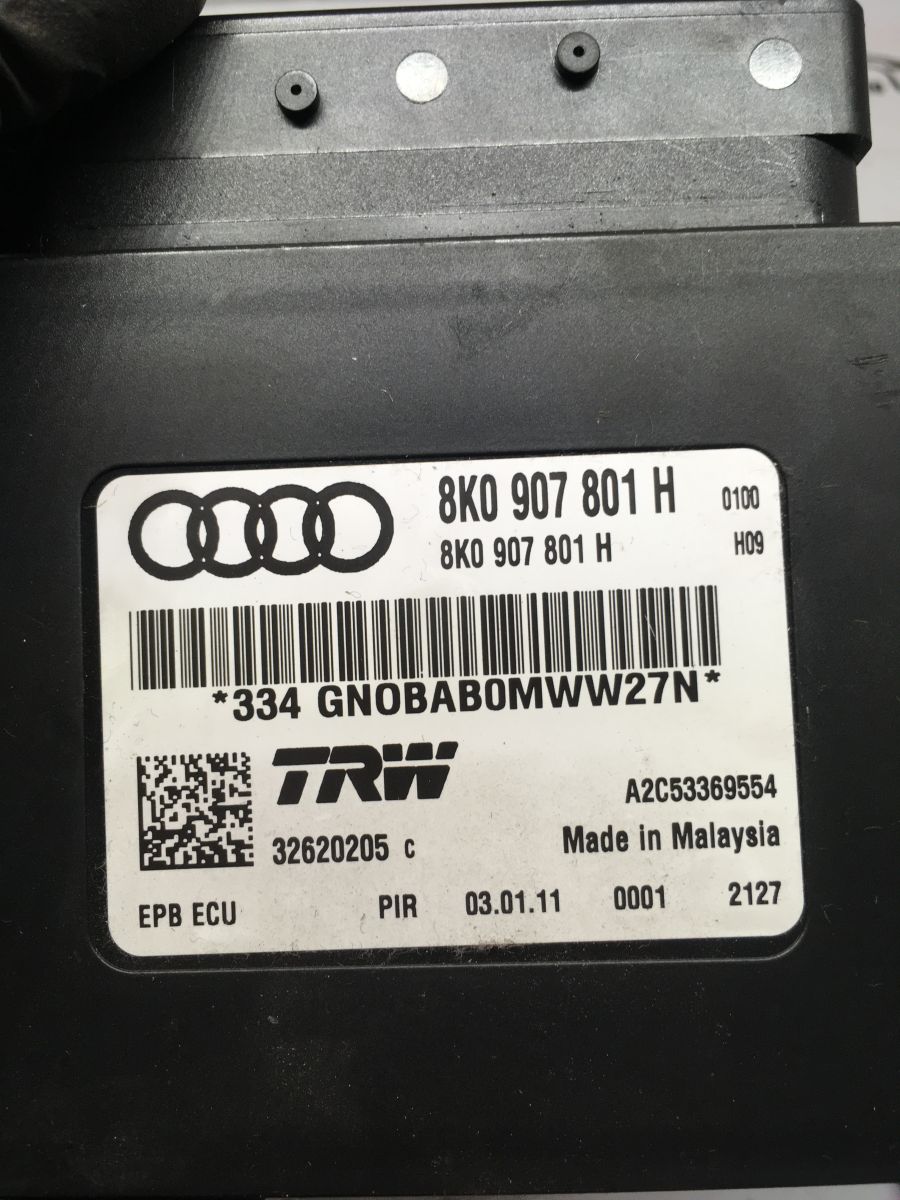 8K0 907 801 H 0100
8K0 907 801 H H09
*334 GNOBAB0MWW27N*
TRW
A2C53369554
32620205 C Made in Malaysia
EPB ECU PIR 03.01.11 0001 2127